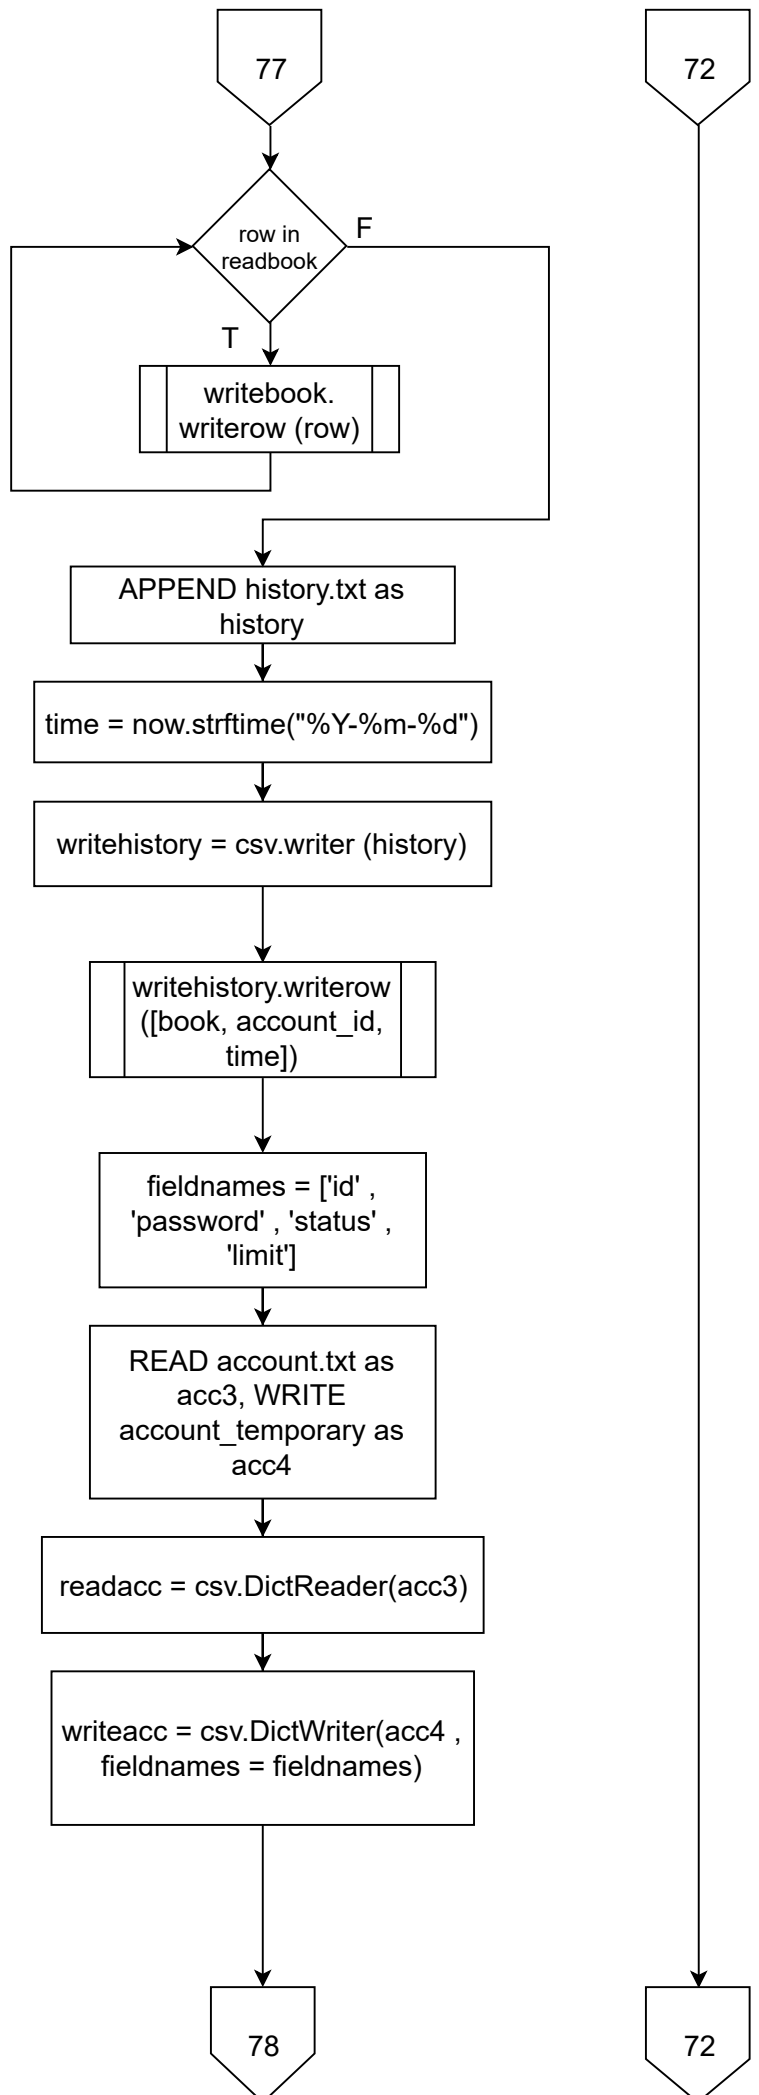 77
72
row in
readbook
F
T
writebook.
writerow (row)
APPEND history.txt as
history
time = now.strftime("%Y-%m-%d")
writehistory = csv.writer (history)
writehistory.writerow
([book, account_id,
time])
fieldnames = ['id' ,
'password' , 'status' ,
'limit']
READ account.txt as
acc3, WRITE
account_temporary as
acc4
readacc = csv.DictReader(acc3)
writeacc = csv.DictWriter(acc4 ,
fieldnames = fieldnames)
78
72